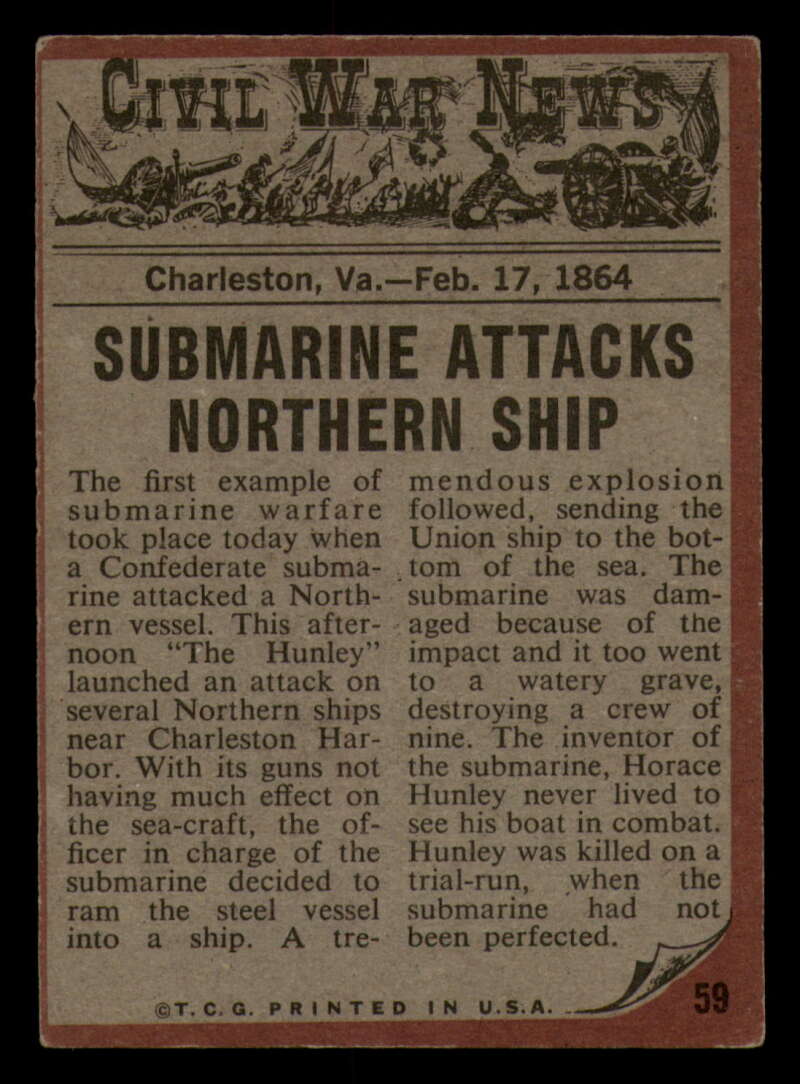 CIVIL WAR NEWS
Charleston, Va.—Feb. 17, 1864
SUBMARINE ATTACKS
NORTHERN SHIP
The first example of
submarine warfare
took place today when
a Confederate subma-
rine attacked a North-
ern vessel. This after-
noon “The Hunley”
launched an attack on
several Northern ships
near Charleston Har-
bor. With its guns not
having much effect on
the sea-craft, the of-
ficer in charge of the
submarine decided to
ram the steel vessel
into a ship. A tre-
mendous explosion
followed, sending the
Union ship to the bot-
tom of the sea. The
submarine was dam-
aged because of the
impact and it too went
to a watery grave,
destroying a crew of
nine. The inventor of
the submarine, Horace
Hunley never lived to
see his boat in combat.
Hunley was killed on a
trial-run, when the
submarine had not
been perfected.
©T.C.G. PRINTED IN U.S.A.
59